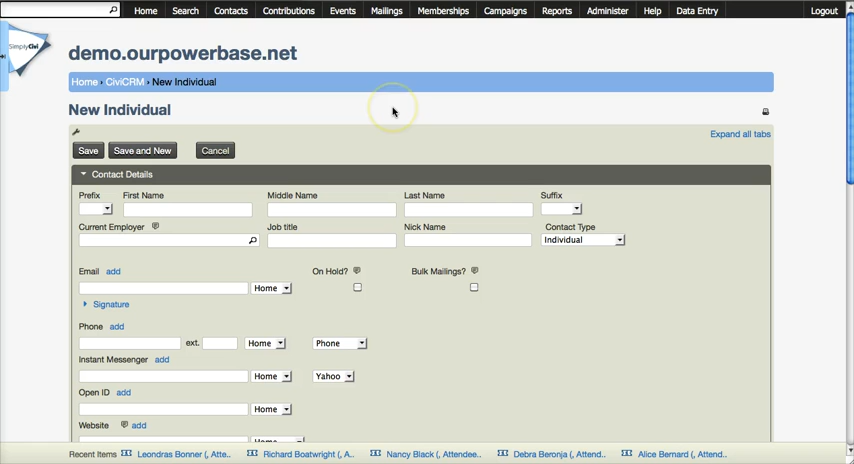 Home Search Contacts Contributions Events Mailings Memberships Campaigns Reports Administer Help Data Entry Logout
SimplyCivi
demo.ourpowerbase.net
Home › CiviCRM › New Individual
New Individual
Expand all tabs
Save Save and New Cancel
Contact Details
Prefix First Name Middle Name Last Name Suffix
Current Employer Job title Nick Name Contact Type
Individual
Email add On Hold? Bulk Mailings?
Home
Signature
Phone add
ext. Home Phone
Instant Messenger add
Home Yahoo
Open ID add
Home
Website add
Home
Recent Items Leondras Bonner (, Atte.. Richard Boatwright (, A.. Nancy Black (, Attendee.. Debra Beronja (, Attend.. Alice Bernard (, Attend..